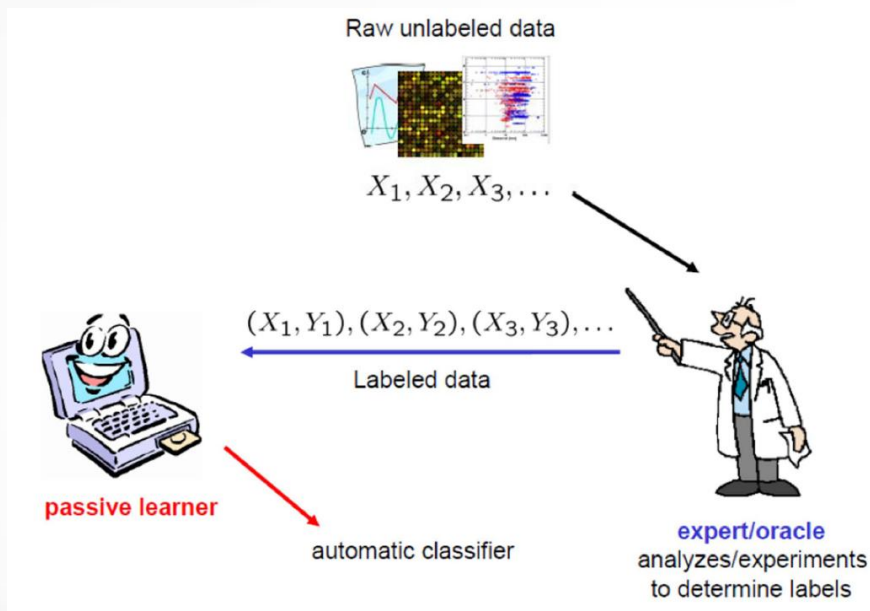 Raw unlabeled data
X₁, X₂, X₃, . . .
(X₁, Y₁), (X₂, Y₂), (X₃, Y₃), . . .
Labeled data
passive learner
automatic classifier
expert/oracle
analyzes/experiments
to determine labels